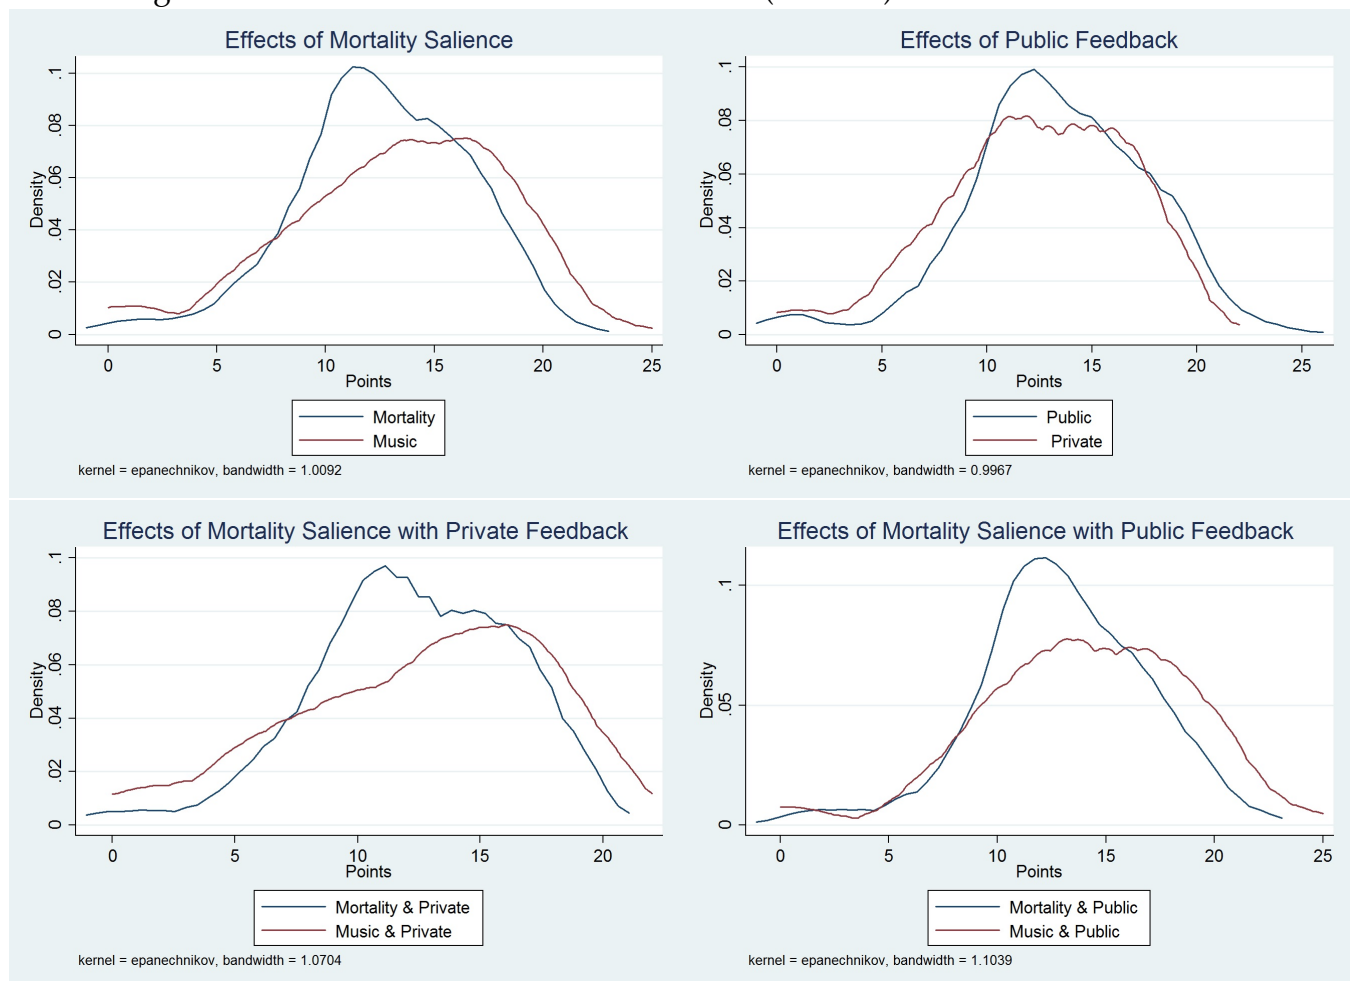 Effects of Mortality Salience
Density
0
.02
.04
.06
.08
.1
0 5 10 15 20 25
Points
Mortality
Music
kernel = epanechnikov, bandwidth = 1.0092
Effects of Public Feedback
Density
0
.02
.04
.06
.08
.1
0 5 10 15 20 25
Points
Public
Private
kernel = epanechnikov, bandwidth = 0.9967
Effects of Mortality Salience with Private Feedback
Density
0
.02
.04
.06
.08
.1
0 5 10 15 20
Points
Mortality & Private
Music & Private
kernel = epanechnikov, bandwidth = 1.0704
Effects of Mortality Salience with Public Feedback
Density
0
.05
.1
0 5 10 15 20 25
Points
Mortality & Public
Music & Public
kernel = epanechnikov, bandwidth = 1.1039